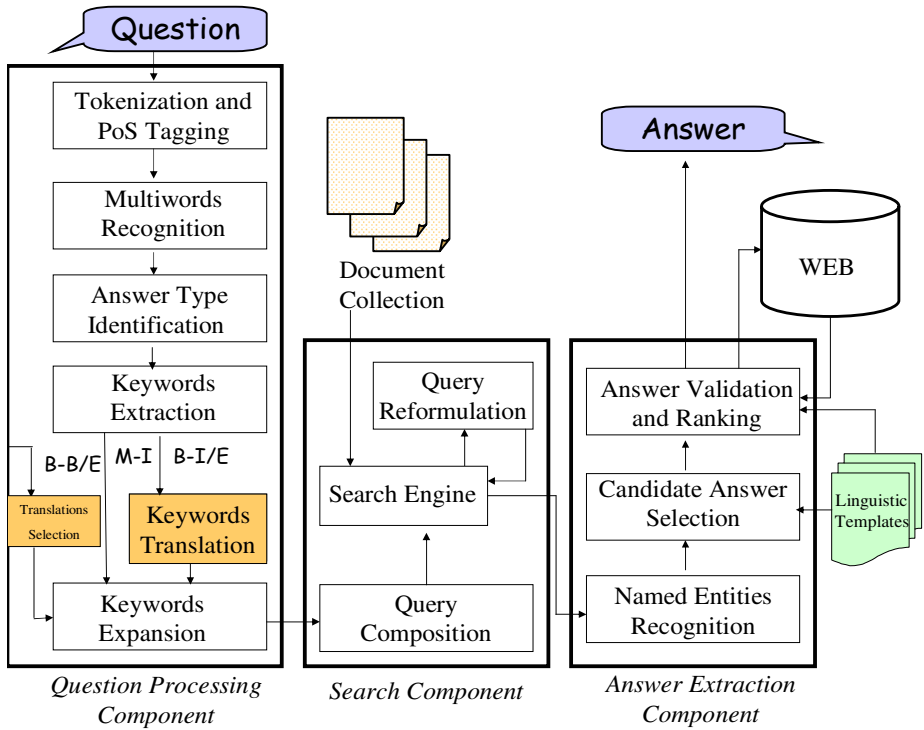 Question
Tokenization and
PoS Tagging
Multiwords
Recognition
Answer Type
Identification
Keywords
Extraction
B-B/E
M-I
B-I/E
Translations
Selection
Keywords
Translation
Keywords
Expansion
Question Processing
Component
Document
Collection
Query
Reformulation
Search Engine
Query
Composition
Search Component
Answer
WEB
Answer Validation
and Ranking
Candidate Answer
Selection
Linguistic
Templates
Named Entities
Recognition
Answer Extraction
Component